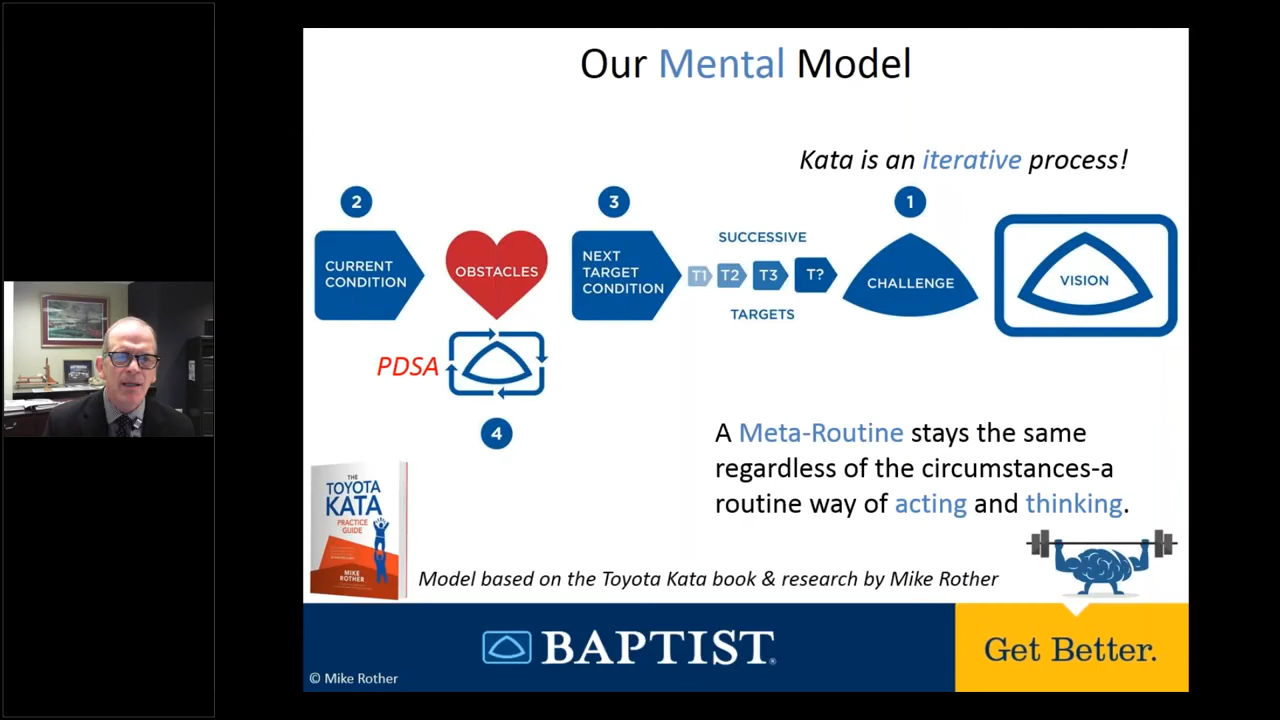 Our Mental Model
Kata is an iterative process!
2
3
1
CURRENT
CONDITION
OBSTACLES
NEXT
TARGET
CONDITION
SUCCESSIVE
T1
T2
T3
T?
TARGETS
CHALLENGE
VISION
PDSA
4
A Meta-Routine stays the same
regardless of the circumstances-a
routine way of acting and thinking.
THE
TOYOTA
KATA
PRACTICE
GUIDE
MIKE
ROTHER
Model based on the Toyota Kata book & research by Mike Rother
BAPTIST
Get Better.
© Mike Rother